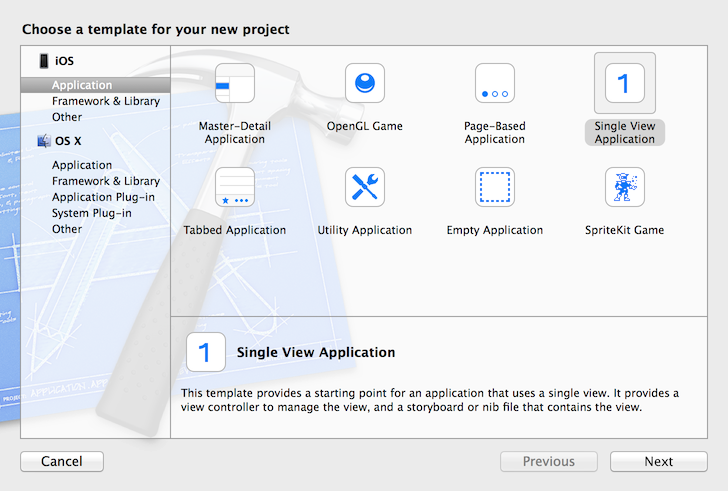 Choose a template for your new project
iOS
Application
Framework & Library
Other
OS X
Application
Framework & Library
Application Plug-in
System Plug-in
Other
Master-Detail
Application
OpenGL Game
Page-Based
Application
1
Single View
Application
Tabbed Application
Utility Application
Empty Application
SpriteKit Game
1
Single View Application
This template provides a starting point for an application that uses a single view. It provides a
view controller to manage the view, and a storyboard or nib file that contains the view.
PROJECT APPLICATION.APP
Cancel
Previous
Next